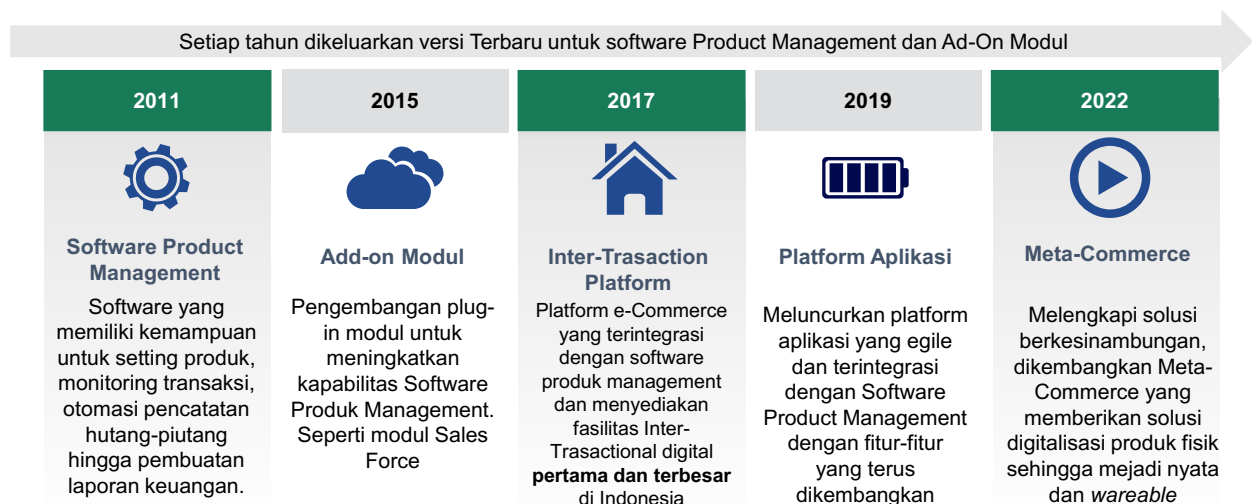 Setiap tahun dikeluarkan versi Terbaru untuk software Product Management dan Ad-On Modul
2011
Software Product
Management
Software yang
memiliki kemampuan
untuk setting produk,
monitoring transaksi,
otomasi pencatatan
hutang-piutang
hingga pembuatan
laporan keuangan.
2015
Add-on Modul
Pengembangan plug-
in modul untuk
meningkatkan
kapabilitas Software
Produk Management.
Seperti modul Sales
Force
2017
Inter-Trasaction
Platform
Platform e-Commerce
yang terintegrasi
dengan software
produk management
dan menyediakan
fasilitas Inter-
Trasactional digital
pertama dan terbesar
di Indonesia
2019
Platform Aplikasi
Meluncurkan platform
aplikasi yang egile
dan terintegrasi
dengan Software
Product Management
dengan fitur-fitur
yang terus
dikembangkan
2022
Meta-Commerce
Melengkapi solusi
berkesinambungan,
dikembangkan Meta-
Commerce yang
memberikan solusi
digitalisasi produk fisik
sehingga mejadi nyata
dan wareable